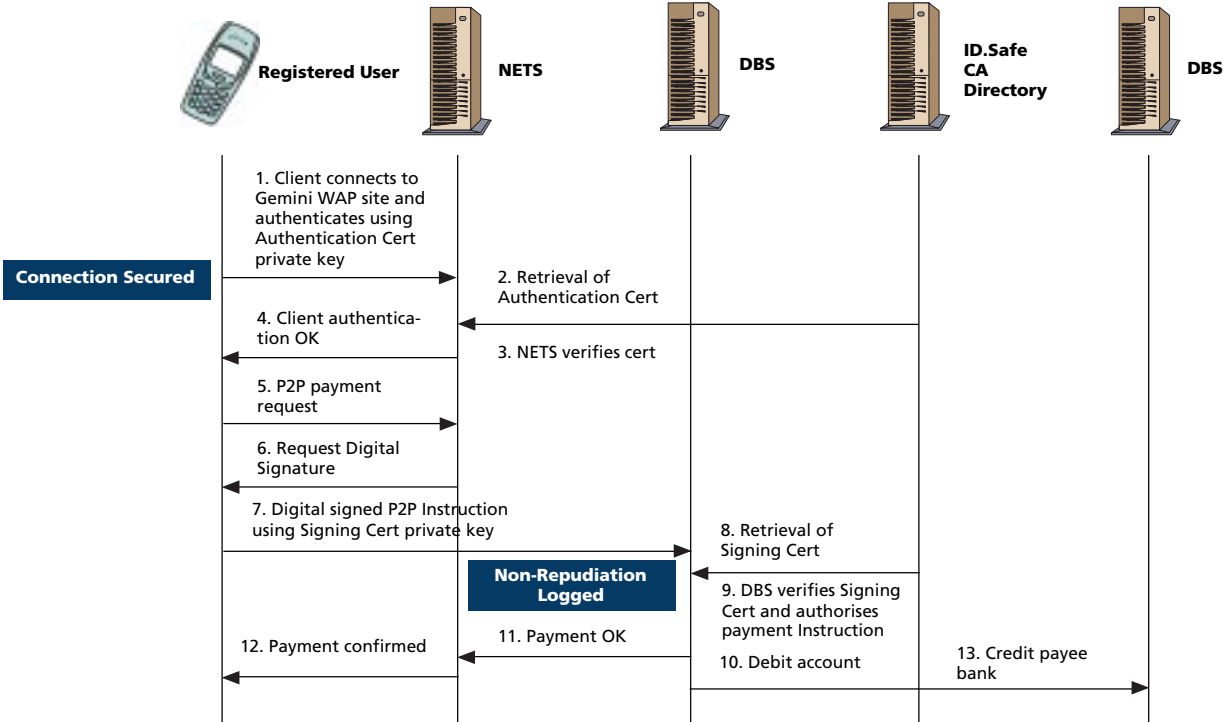 Registered User
NETS
DBS
ID.Safe
CA
Directory
DBS
1. Client connects to
Gemini WAP site and
authenticates using
Authentication Cert
private key
Connection Secured
2. Retrieval of
Authentication Cert
4. Client authentica-
tion OK
3. NETS verifies cert
5. P2P payment
request
6. Request Digital
Signature
7. Digital signed P2P Instruction
using Signing Cert private key
8. Retrieval of
Signing Cert
Non-Repudiation
Logged
9. DBS verifies Signing
Cert and authorises
payment Instruction
11. Payment OK
12. Payment confirmed
10. Debit account
13. Credit payee
bank